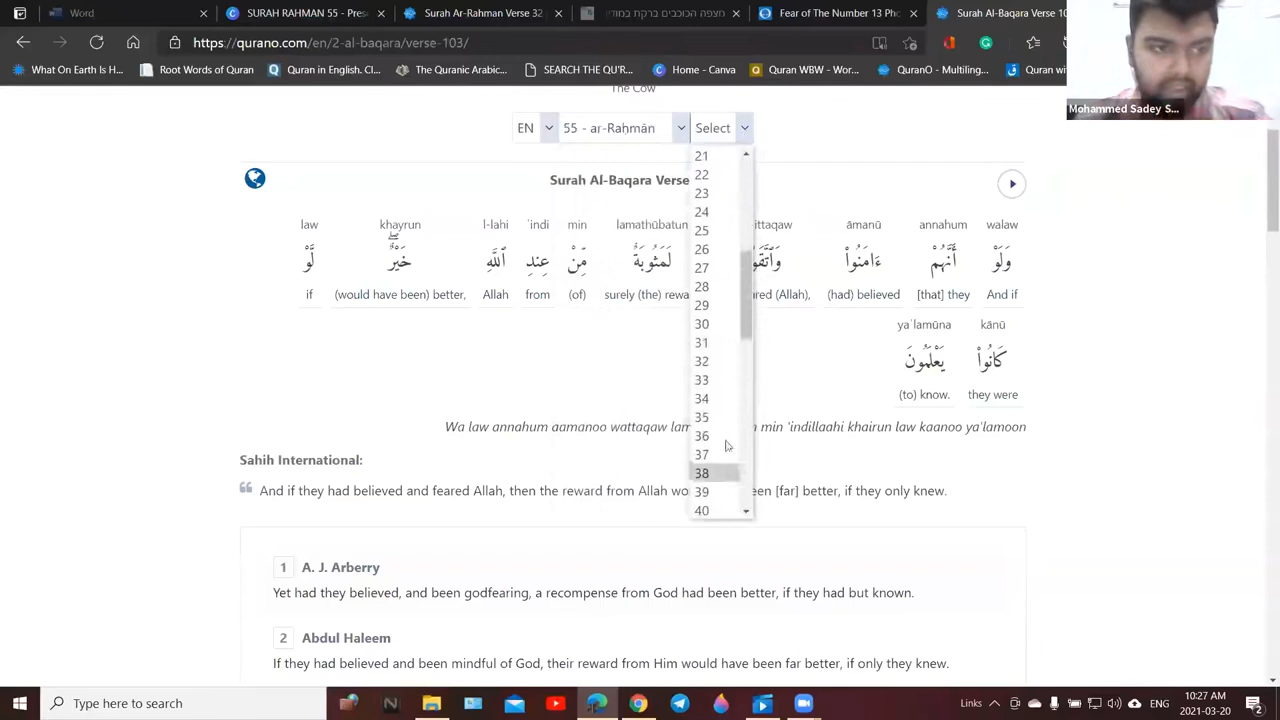 Word
SURAH RAHMAN 55 - Pe
Surah Ar-Rahman Verse 32
מצפה הכוכבים ברקת במודי
Fear Of The Number 13 Pho
Surah Al-Baqara Verse 10
https://qurano.com/en/2-al-baqara/verse-103/
What On Earth Is H...
Root Words of Quran
Quran in English. C...
The Quranic Arabic...
SEARCH THE QU'R...
Home - Canva
Quran WBW - Wor...
QuranO - Multiling...
Quran wi
Mohammed Sadey S...
The Cow
EN
55 - ar-Raḥmān
Select
21
22
23
24
25
26
27
28
29
30
31
32
33
34
35
36
37
38
39
40
Surah Al-Baqara Verse
law khayrun l-lahi ʿindi min lamathūbatun ittaqaw āmanū annahum walaw
وَلَوْ أَنَّهُمْ ءَامَنُوا۟ وَٱتَّقَوْ لَمَثُوبَةٌ مِّنْ عِندِ ٱللَّهِ خَيْرٌ ۖ لَّوْ
if (would have been) better, Allah from (of) surely (the) rewa red (Allah), (had) believed [that] they And if
yaʿlamūna kānū
كَانُوا۟ يَعْلَمُونَ
(to) know. they were
Wa law annahum aamanoo wattaqaw lam n min 'indillaahi khairun law kaanoo ya'lamoon
Sahih International:
And if they had believed and feared Allah, then the reward from Allah wo een [far] better, if they only knew.
1 A. J. Arberry
Yet had they believed, and been godfearing, a recompense from God had been better, if they had but known.
2 Abdul Haleem
If they had believed and been mindful of God, their reward from Him would have been far better, if only they knew.
Type here to search
Links
ENG
10:27 AM
2021-03-20
2